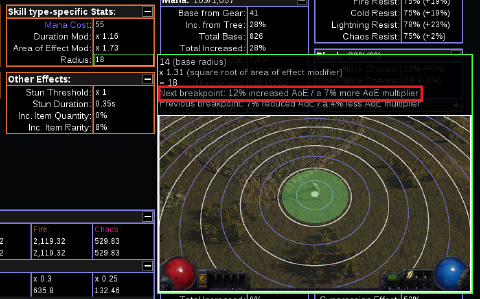 Skill type-specific Stats:
Mana Cost: 55
Duration Mod: x 1.16
Area of Effect Mod: x 1.73
Radius: 18
Other Effects:
Stun Threshold: x 1
Stun Duration: 0.35s
Inc. Item Quantity: 0%
Inc. Item Rarity: 0%
Fire: Chaos:
2,119.32 529.83
2,119.32 529.83
x 0.3 x 0.25
635.8 132.46
Base from Gear: 41
Inc. from Tree: 28%
Total Base: 826
Total Increased: 28%
Fire Resist: 75% (+19%)
Cold Resist: 75% (+9%)
Lightning Resist: 78% (+23%)
Chaos Resist: 75% (+2%)
14 (base radius)
x 1.31 (square root of area of effect modifier)
= 18
Next breakpoint: 12% increased AoE / a 7% more AoE multiplier
Previous breakpoint: 7% reduced AoE / a 4% less AoE multiplier